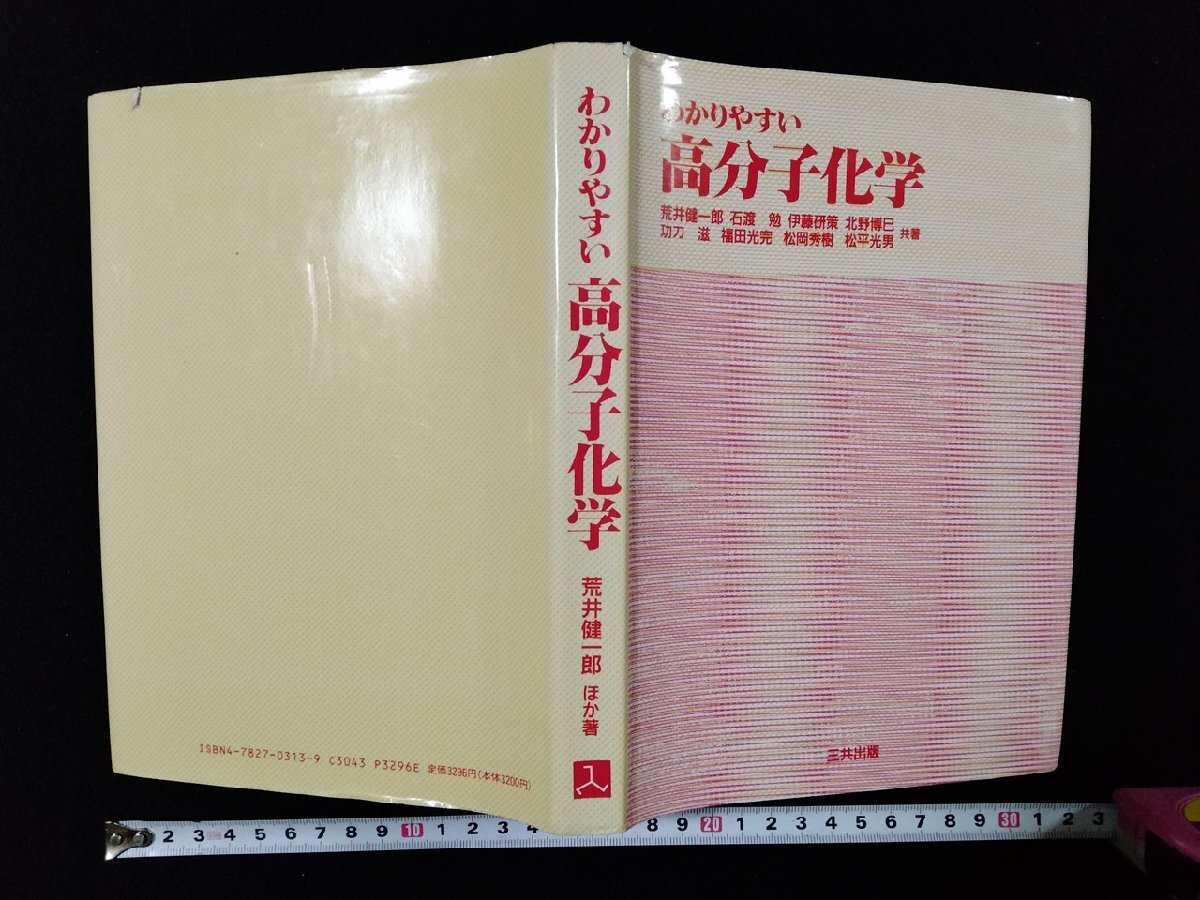 わかりやすい
高分子化学
荒井健一郎 石渡 勉 伊藤研策 北野博巳
功刀 滋 福田光完 松岡秀樹 松平光男 共著
三共出版
わかりやすい 高分子化学 荒井健一郎 ほか著
ISBN4-7827-0313-9 C3043 P3296E 定価3296円(本体3200円)
2 3 4 5 6 7 8 9 10 1 2 3 4 8 9 20 1 2 3 4 5 6 7 8 9 30 1 2 3